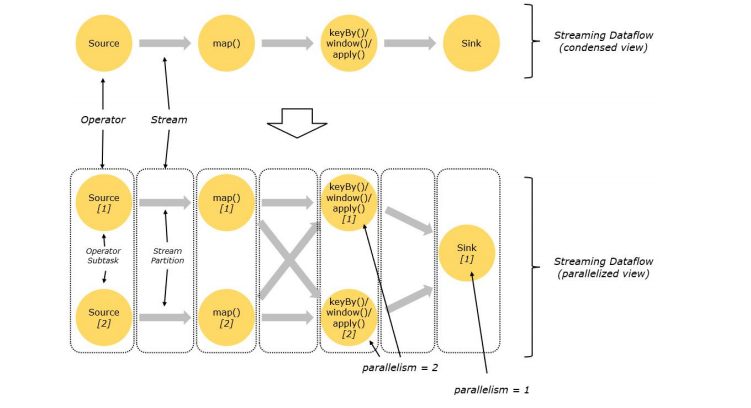 Source
map()
keyBy()/
window()/
apply()
Sink
Streaming Dataflow
(condensed view)
Operator
Stream
Source
[1]
map()
[1]
keyBy()/
window()/
apply()
[1]
Operator
Subtask
Stream
Partition
Sink
[1]
Streaming Dataflow
(parallelized view)
Source
[2]
map()
[2]
keyBy()/
window()/
apply()
[2]
parallelism = 2
parallelism = 1